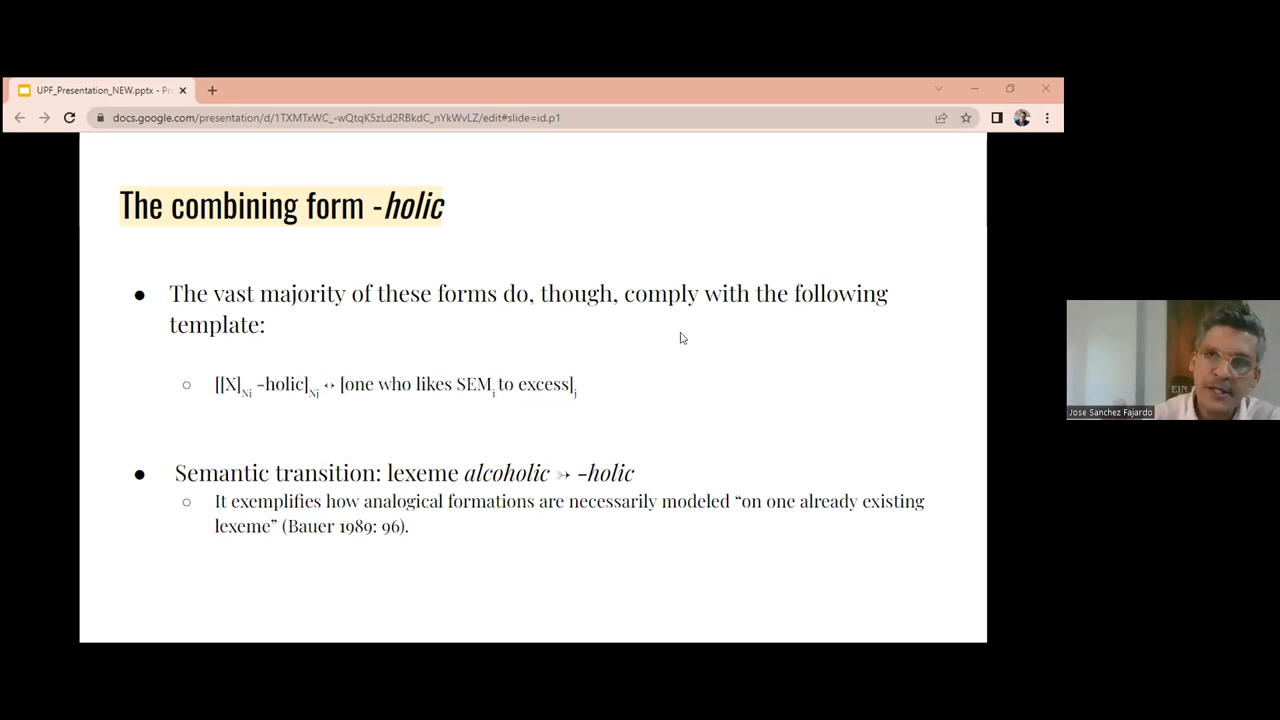 UPF_Presentation_NEW.pptx - Pr
docs.google.com/presentation/d/1TXMTxWC_-wQtqK5zLd2RBkdC_nYkWvLZ/edit#slide=id.p1
The combining form -holic
● The vast majority of these forms do, though, comply with the following
template:
○ [[X]Ni -holic]Nj ↔ [one who likes SEMi to excess]j
● Semantic transition: lexeme alcoholic ↣ -holic
○ It exemplifies how analogical formations are necessarily modeled “on one already existing
lexeme” (Bauer 1989: 96).
EIN
Jose Sanchez Fajardo